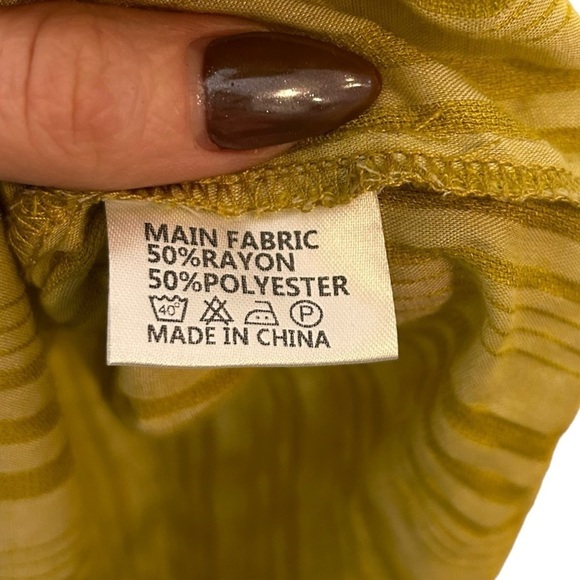 MAIN FABRIC
50%RAYON
50%POLYESTER
40° P
MADE IN CHINA